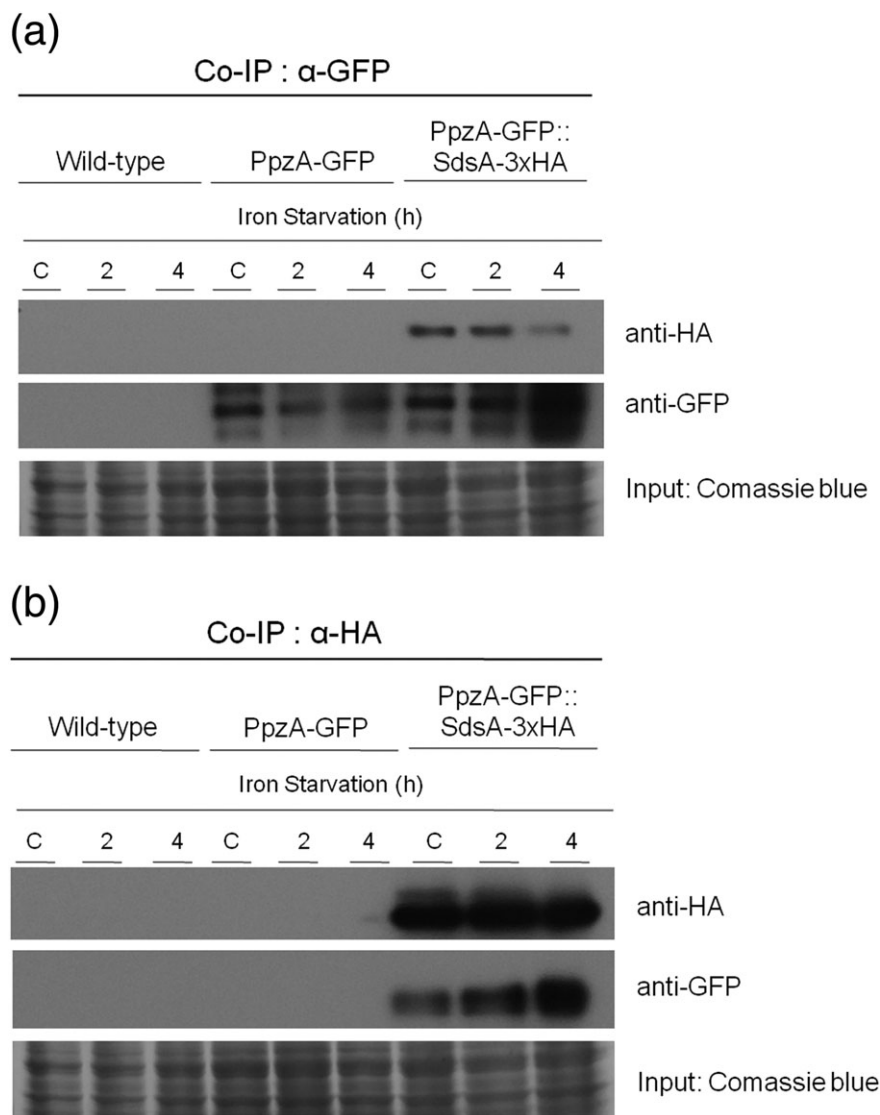 (a)
Co-IP : α-GFP
Wild-type PpzA-GFP PpzA-GFP::
SdsA-3xHA
Iron Starvation (h)
C 2 4 C 2 4 C 2 4
anti-HA
anti-GFP
Input: Comassie blue
(b)
Co-IP : α-HA
Wild-type PpzA-GFP PpzA-GFP::
SdsA-3xHA
Iron Starvation (h)
C 2 4 C 2 4 C 2 4
anti-HA
anti-GFP
Input: Comassie blue